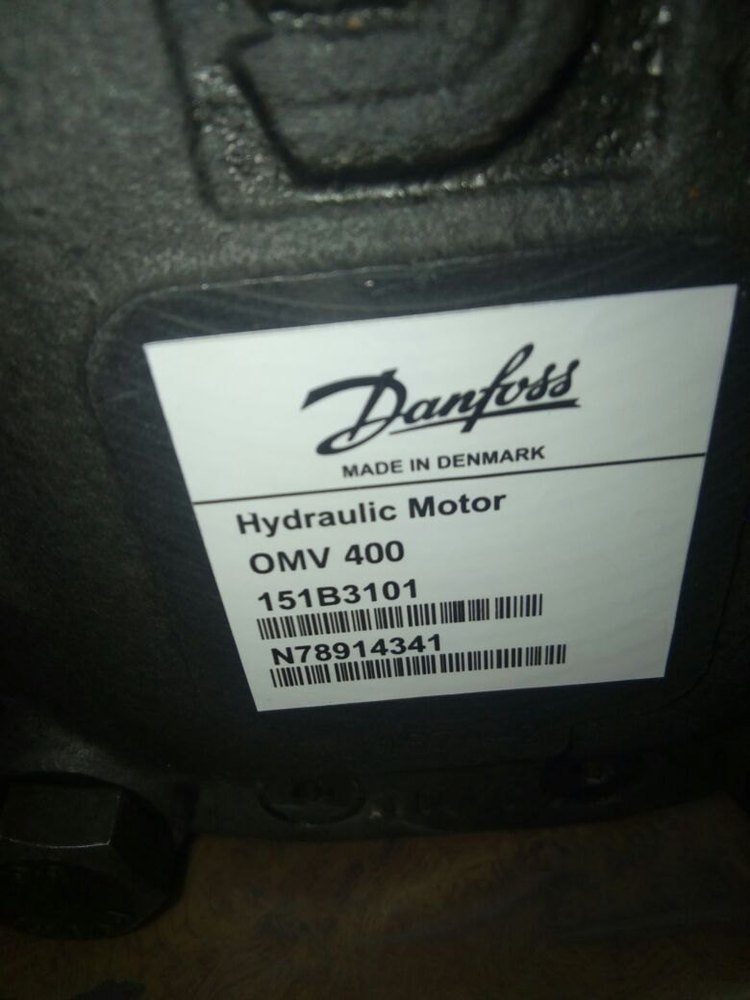 Danfoss
MADE IN DENMARK
Hydraulic Motor
OMV 400
151B3101
N78914341